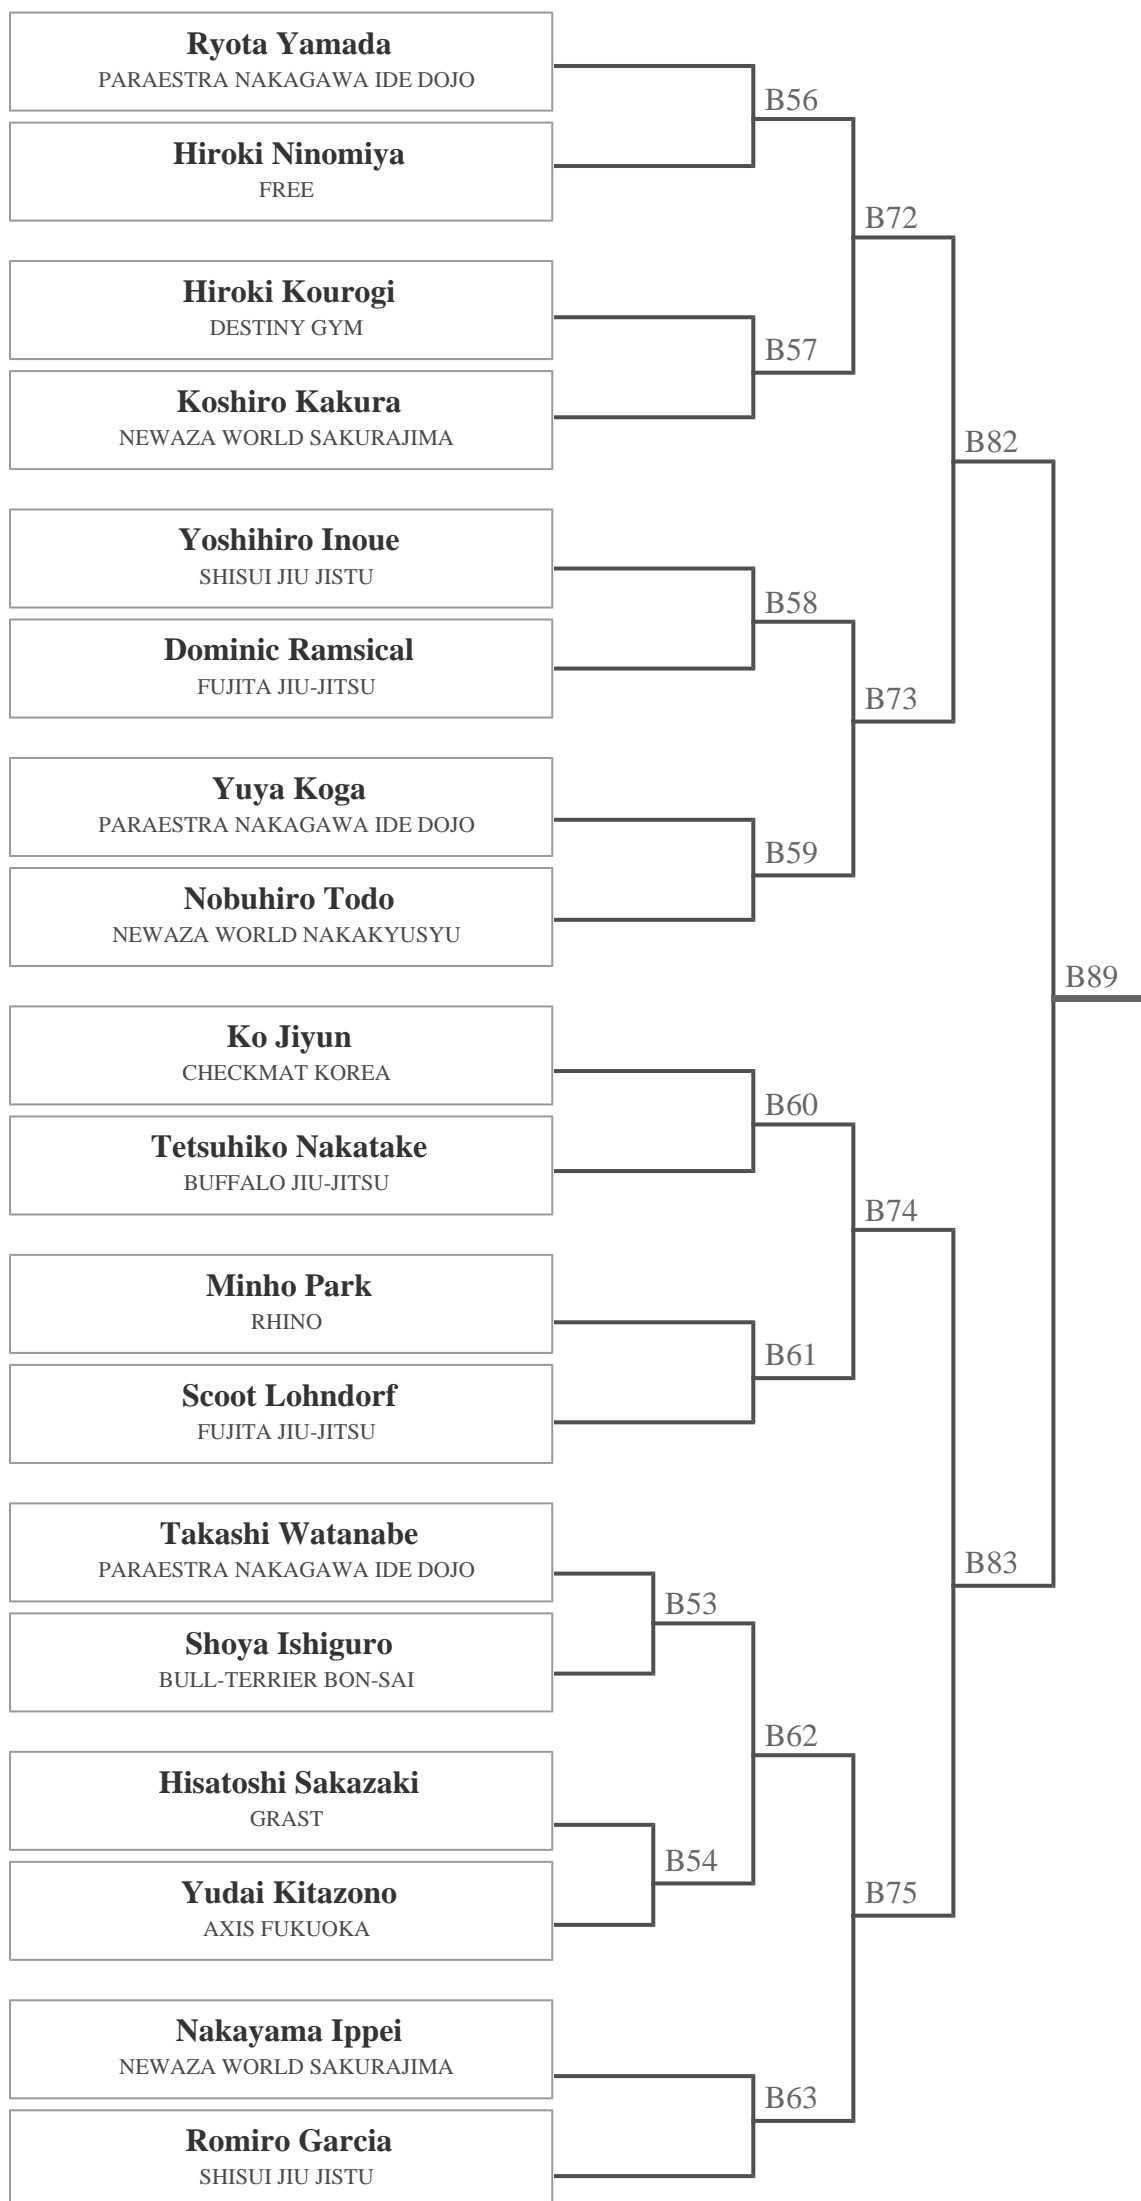 Ryota Yamada
PARAESTRA NAKAGAWA IDE DOJO
B56
Hiroki Ninomiya
FREE
B72
Hiroki Kourogi
DESTINY GYM
B57
Koshiro Kakura
NEWAZA WORLD SAKURAJIMA
B82
Yoshihiro Inoue
SHISUI JIU JISTU
B58
Dominic Ramsical
FUJITA JIU-JITSU
B73
Yuya Koga
PARAESTRA NAKAGAWA IDE DOJO
B59
Nobuhiro Todo
NEWAZA WORLD NAKAKYUSYU
B89
Ko Jiyun
CHECKMAT KOREA
B60
Tetsuhiko Nakatake
BUFFALO JIU-JITSU
B74
Minho Park
RHINO
B61
Scoot Lohndorf
FUJITA JIU-JITSU
Takashi Watanabe
PARAESTRA NAKAGAWA IDE DOJO
B83
B53
Shoya Ishiguro
BULL-TERRIER BON-SAI
B62
Hisatoshi Sakazaki
GRAST
B54
Yudai Kitazono
AXIS FUKUOKA
B75
Nakayama Ippei
NEWAZA WORLD SAKURAJIMA
B63
Romiro Garcia
SHISUI JIU JISTU